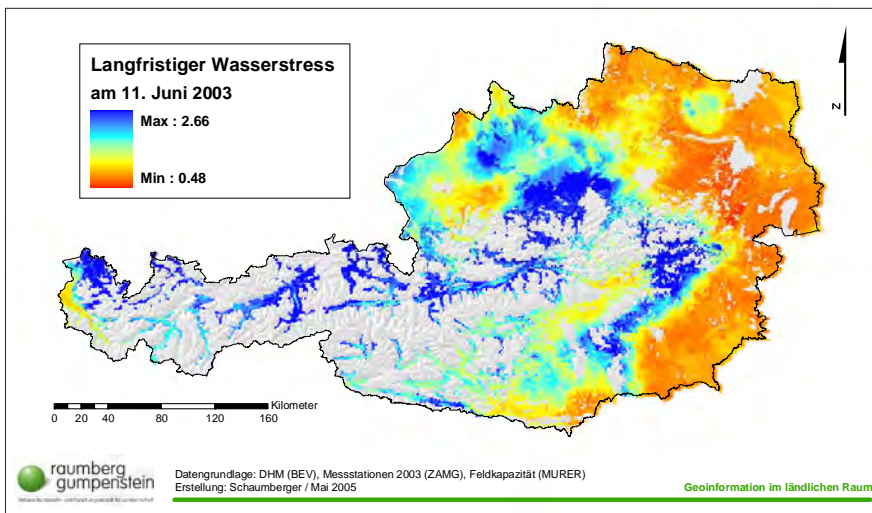 Langfristiger Wasserstress
am 11. Juni 2003
Max : 2.66
Min : 0.48
N
Kilometer
0 10 20 40 80 120 160
raumberg
gumpenstein
Datengrundlage: DHM (BEV), Messstationen 2003 (ZAMG), Feldkapazität (MURER)
Erstellung: Schaumberger / Mai 2005
Geoinformation im ländlichen Raum